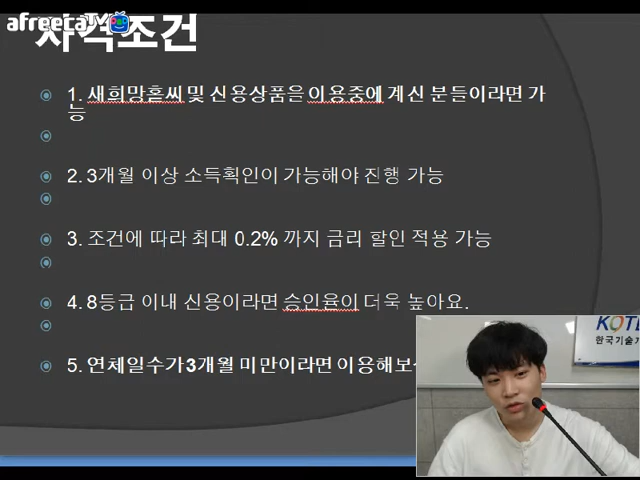 afreecaTV
자격조건
1. 새희망홀씨 및 신용상품을 이용중에 계신 분들이라면 가
능
2. 3개월 이상 소득확인이 가능해야 진행 가능
3. 조건에 따라 최대 0.2% 까지 금리 할인 적용 가능
4. 8등급 이내 신용이라면 승인율이 더욱 높아요.
5. 연체일수가 3개월 미만이라면 이용해보
한국기술